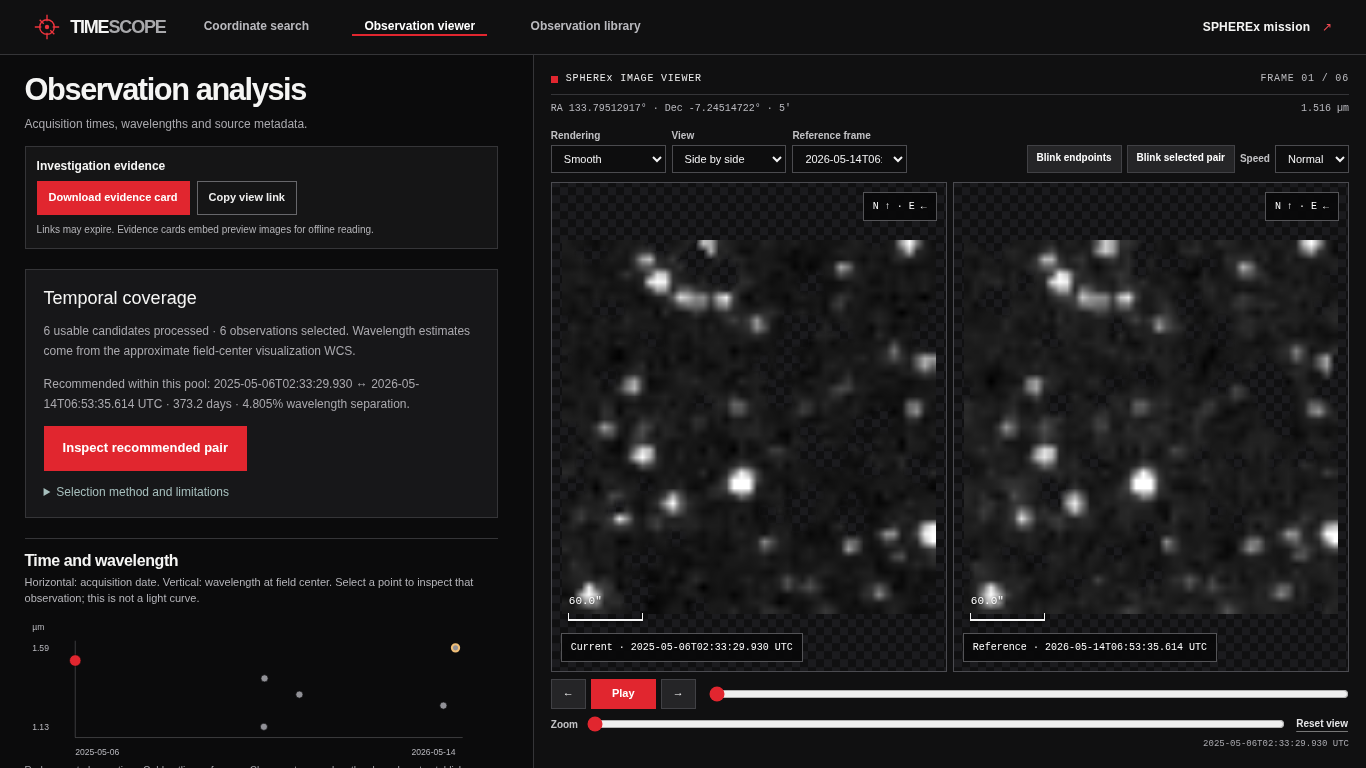 TIMESCOPE
Coordinate search
Observation viewer
Observation library
SPHEREx mission ↗
Observation analysis
Acquisition times, wavelengths and source metadata.
Investigation evidence
Download evidence card
Copy view link
Links may expire. Evidence cards embed preview images for offline reading.
Temporal coverage
6 usable candidates processed · 6 observations selected. Wavelength estimates
come from the approximate field-center visualization WCS.
Recommended within this pool: 2025-05-06T02:33:29.930 ↔ 2026-05-
14T06:53:35.614 UTC · 373.2 days · 4.805% wavelength separation.
Inspect recommended pair
Selection method and limitations
Time and wavelength
Horizontal: acquisition date. Vertical: wavelength at field center. Select a point to inspect that
observation; this is not a light curve.
µm
1.59
1.13
2025-05-06
2026-05-14
SPHEREx IMAGE VIEWER
FRAME 01 / 06
RA 133.79512917° · Dec -7.24514722° · 5'
1.516 µm
Rendering
View
Reference frame
Smooth
Side by side
2026-05-14T06:
Blink endpoints
Blink selected pair
Speed
Normal
N ↑ · E ←
N ↑ · E ←
60.0"
60.0"
Current · 2025-05-06T02:33:29.930 UTC
Reference · 2026-05-14T06:53:35.614 UTC
←
Play
→
Zoom
Reset view
2025-05-06T02:33:29.930 UTC